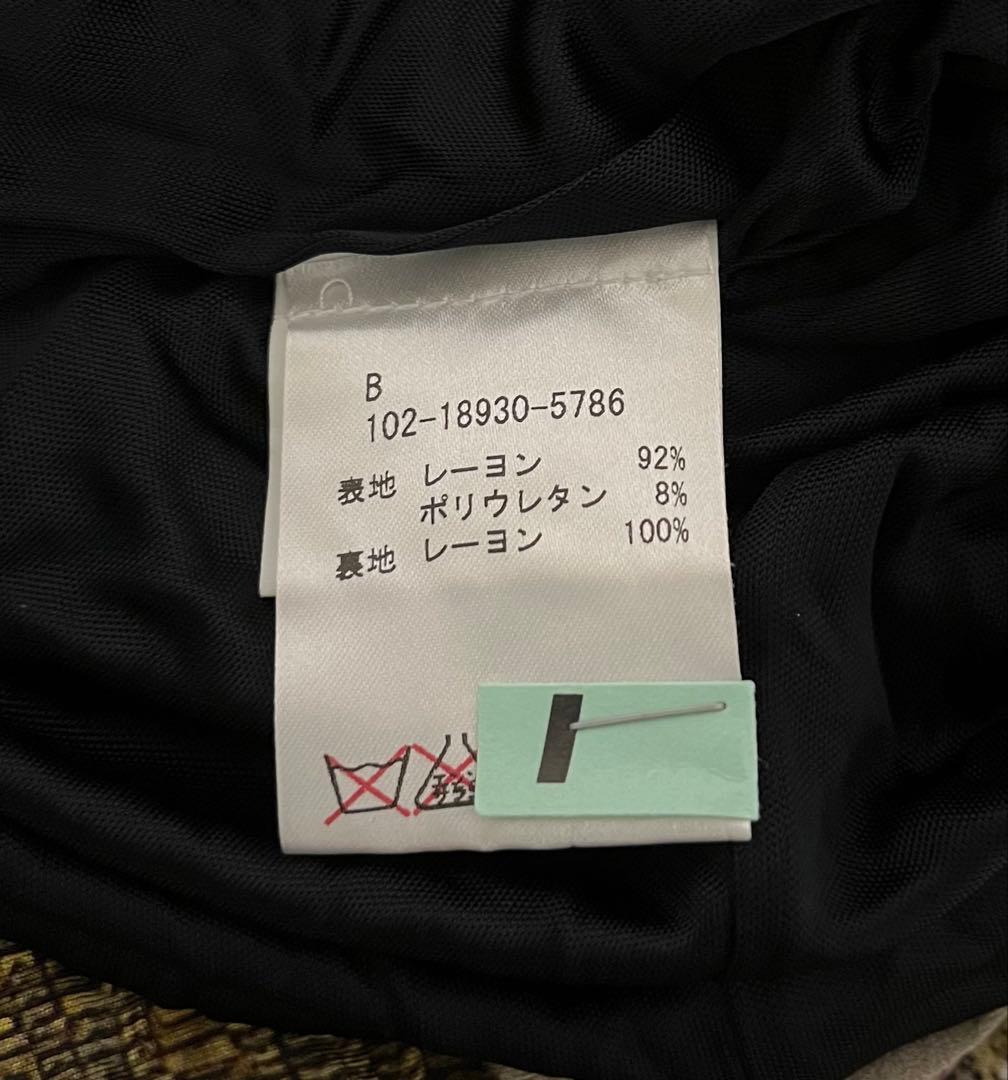 B
102-18930-5786
表地 レーヨン 92%
ポリウレタン 8%
裏地 レーヨン 100%